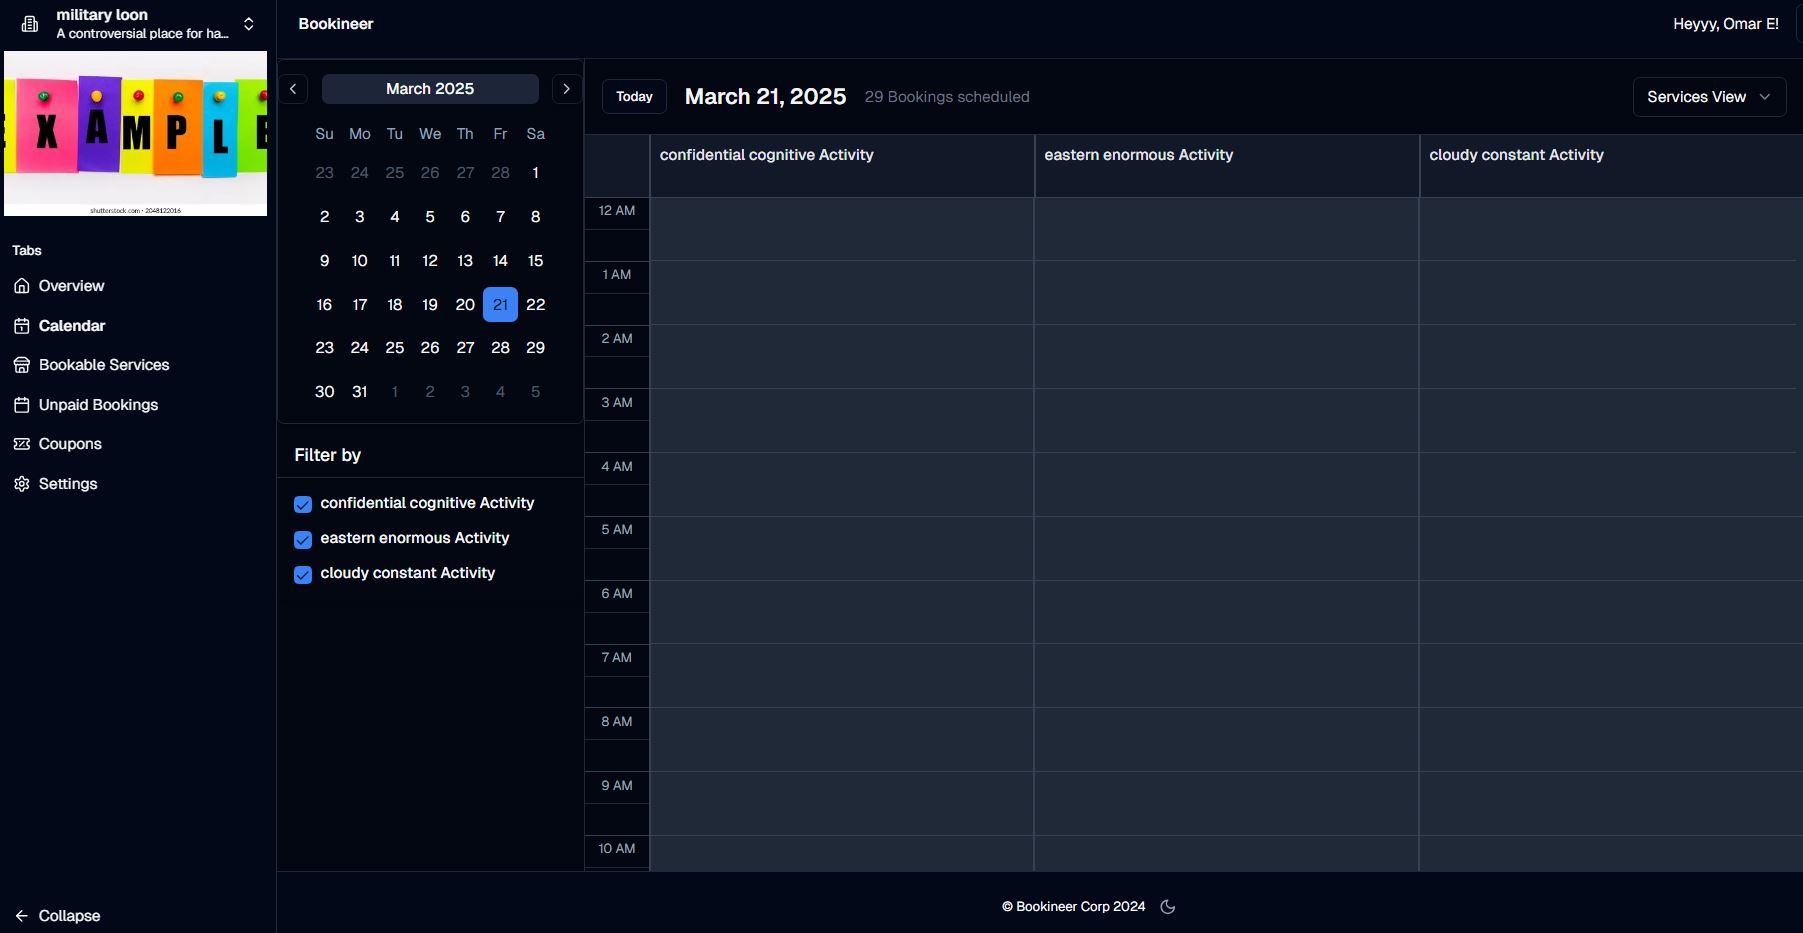 military loon
A controversial place for ha...
X A M P L E
shutterstock.com · 2048122016
Tabs
Overview
Calendar
Bookable Services
Unpaid Bookings
Coupons
Settings
Collapse
Bookineer
Heyyy, Omar E!
March 2025
Su Mo Tu We Th Fr Sa
23 24 25 26 27 28 1
2 3 4 5 6 7 8
9 10 11 12 13 14 15
16 17 18 19 20 21 22
23 24 25 26 27 28 29
30 31 1 2 3 4 5
Filter by
confidential cognitive Activity
eastern enormous Activity
cloudy constant Activity
Today
March 21, 2025
29 Bookings scheduled
Services View
confidential cognitive Activity
eastern enormous Activity
cloudy constant Activity
12 AM
1 AM
2 AM
3 AM
4 AM
5 AM
6 AM
7 AM
8 AM
9 AM
10 AM
© Bookineer Corp 2024